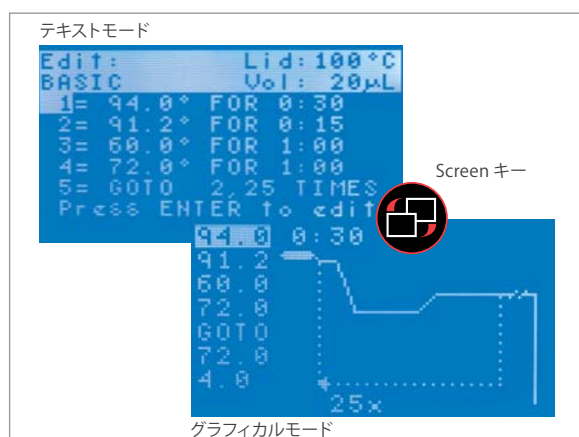 テキストモード
Edit: Lid:100°C
BASIC Vol: 20µL
1= 94.0° FOR 0:30
2= 91.2° FOR 0:15
3= 60.0° FOR 1:00
4= 72.0° FOR 1:00
5= GOTO 2,25 TIMES
Press ENTER to edit
Screen キー
94.0 0:30
91.2
60.0
72.0
GOTO
72.0
4.0
25x
グラフィカルモード